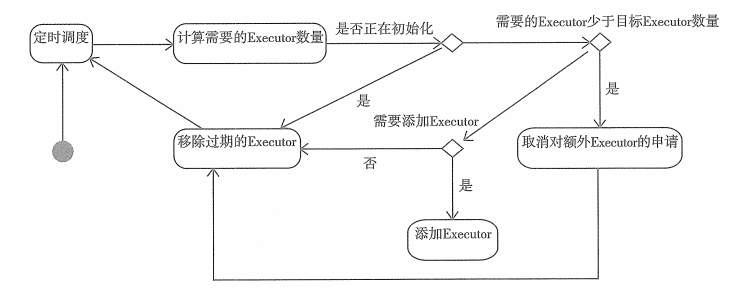 需要的Executor少于目标Executor数量
是否正在初始化
定时调度
计算需要的Executor数量
是
是
需要添加Executor
移除过期的Executor
取消对额外Executor的申请
否
是
添加Executor